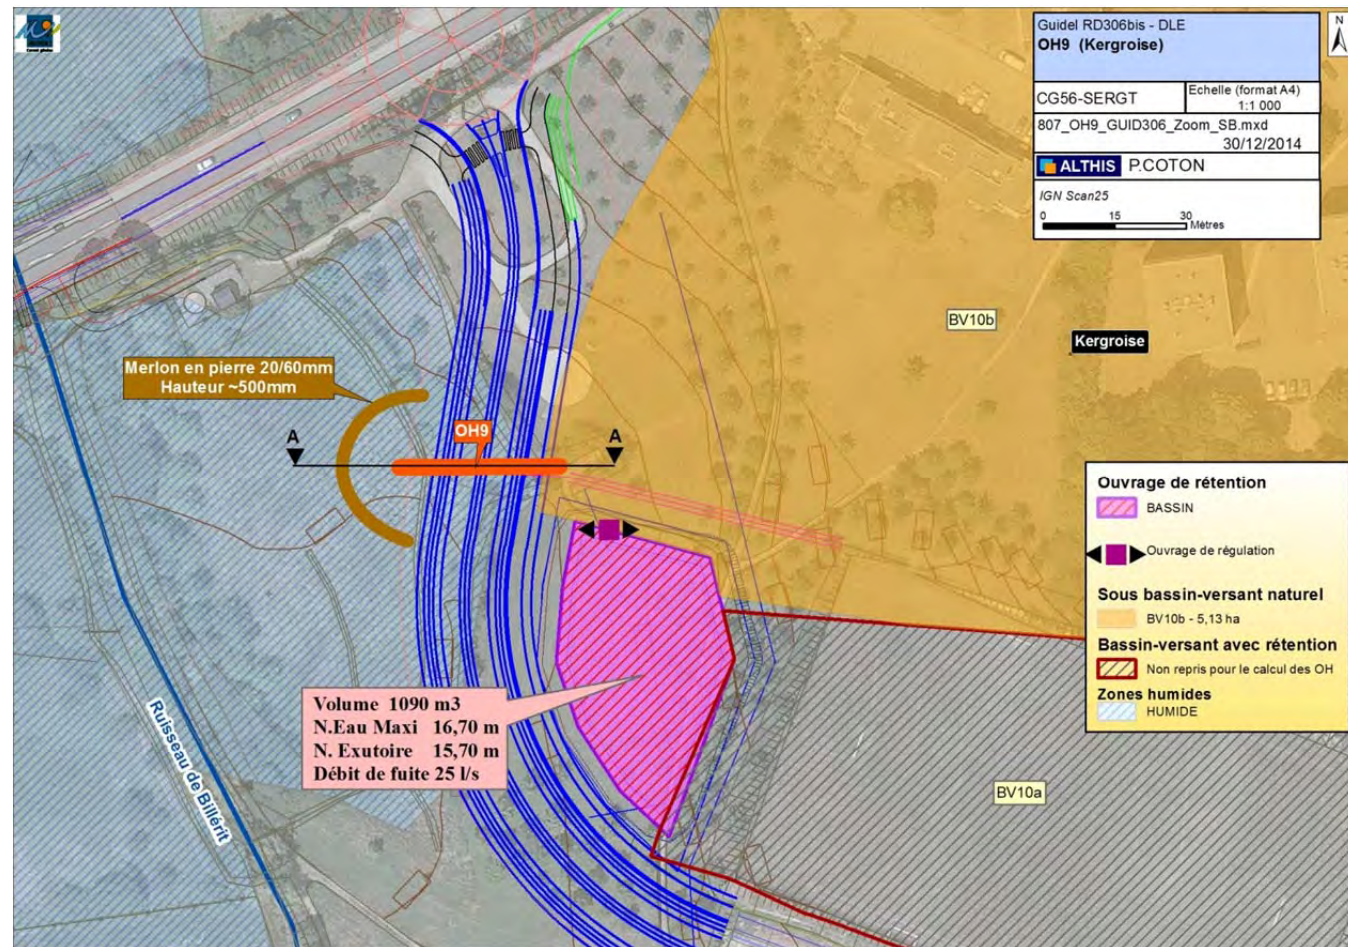 Guidel RD306bis - DLE
OH9 (Kergroise)
CG56-SERGT
Echelle (format A4)
1:1 000
807_OH9_GUID306_Zoom_SB.mxd
30/12/2014
ALTHIS P.COTON
IGN Scan25
0 15 30
Mètres
N
BV10b
Kergroise
Merlon en pierre 20/60mm
Hauteur ~500mm
OH9
A A
Ouvrage de rétention
BASSIN
Ouvrage de régulation
Sous bassin-versant naturel
BV10b - 5,13 ha
Bassin-versant avec rétention
Non repris pour le calcul des OH
Zones humides
HUMIDE
Volume 1090 m3
N.Eau Maxi 16,70 m
N. Exutoire 15,70 m
Débit de fuite 25 l/s
Ruisseau de Billérit
BV10a